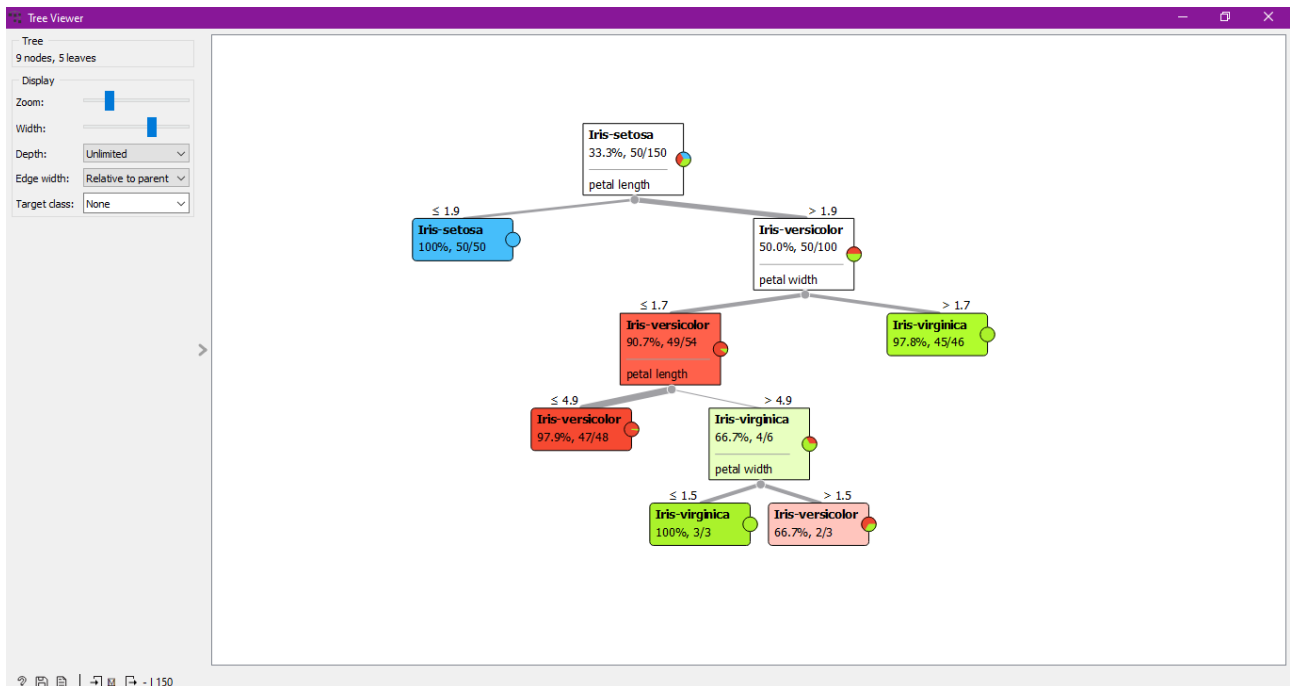 Tree Viewer
Tree
9 nodes, 5 leaves
Display
Zoom:
Width:
Depth: Unlimited
Edge width: Relative to parent
Target class: None
Iris-setosa
33.3%, 50/150
petal length
≤ 1.9
> 1.9
Iris-setosa
100%, 50/50
Iris-versicolor
50.0%, 50/100
petal width
≤ 1.7
> 1.7
Iris-versicolor
90.7%, 49/54
petal length
Iris-virginica
97.8%, 45/46
≤ 4.9
> 4.9
Iris-versicolor
97.9%, 47/48
Iris-virginica
66.7%, 4/6
petal width
≤ 1.5
> 1.5
Iris-virginica
100%, 3/3
Iris-versicolor
66.7%, 2/3
? - | 150